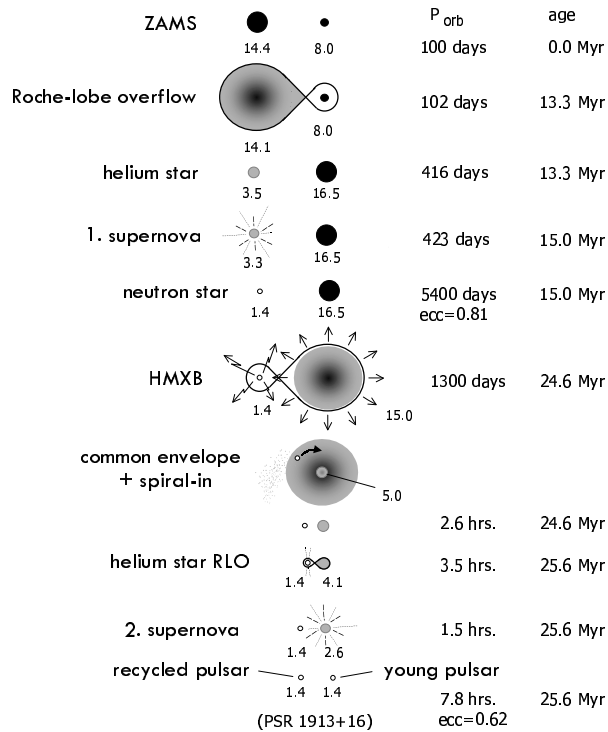 P orb age
ZAMS 14.4 8.0 100 days 0.0 Myr
Roche-lobe overflow 102 days 13.3 Myr
8.0
14.1
helium star 416 days 13.3 Myr
3.5 16.5
1. supernova 423 days 15.0 Myr
3.3 16.5
neutron star 5400 days 15.0 Myr
1.4 16.5 ecc=0.81
HMXB 1300 days 24.6 Myr
1.4 15.0
common envelope
+ spiral-in
5.0
2.6 hrs. 24.6 Myr
helium star RLO 3.5 hrs. 25.6 Myr
1.4 4.1
2. supernova 1.5 hrs. 25.6 Myr
1.4 2.6
recycled pulsar young pulsar
1.4 1.4
7.8 hrs. 25.6 Myr
(PSR 1913+16) ecc=0.62